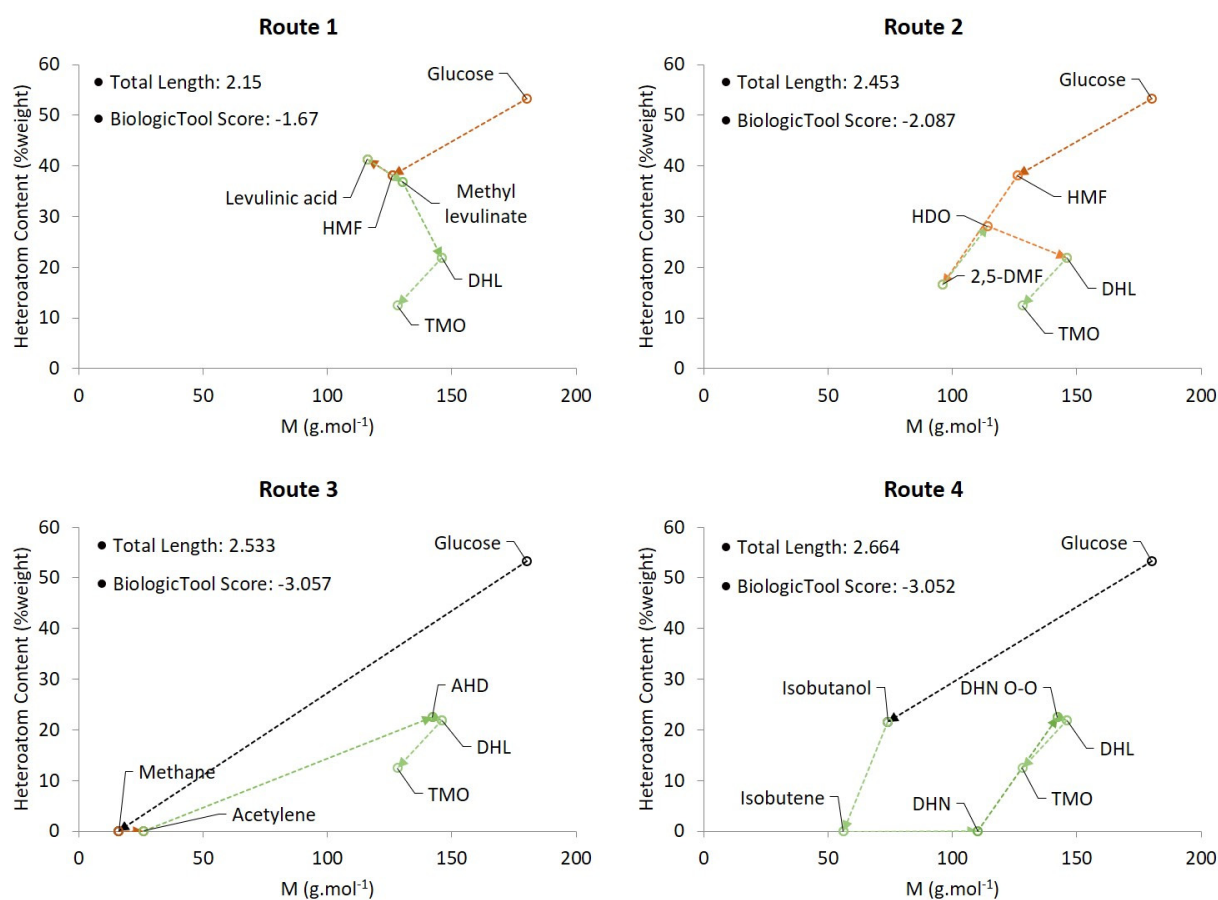 Route 1
Heteroatom Content (%weight)
60
50
40
30
20
10
0
● Total Length: 2.15
● BiologicTool Score: -1.67
Glucose
Levulinic acid
HMF
Methyl
levulinate
DHL
TMO
0
50
100
150
200
M (g.mol⁻¹)
Route 2
Heteroatom Content (%weight)
60
50
40
30
20
10
0
● Total Length: 2.453
● BiologicTool Score: -2.087
Glucose
HMF
HDO
2,5-DMF
DHL
TMO
0
50
100
150
200
M (g.mol⁻¹)
Route 3
Heteroatom Content (%weight)
60
50
40
30
20
10
0
● Total Length: 2.533
● BiologicTool Score: -3.057
Glucose
AHD
DHL
Methane
TMO
Acetylene
0
50
100
150
200
M (g.mol⁻¹)
Route 4
Heteroatom Content (%weight)
60
50
40
30
20
10
0
● Total Length: 2.664
● BiologicTool Score: -3.052
Glucose
Isobutanol
DHN O-O
DHL
Isobutene
DHN
TMO
0
50
100
150
200
M (g.mol⁻¹)